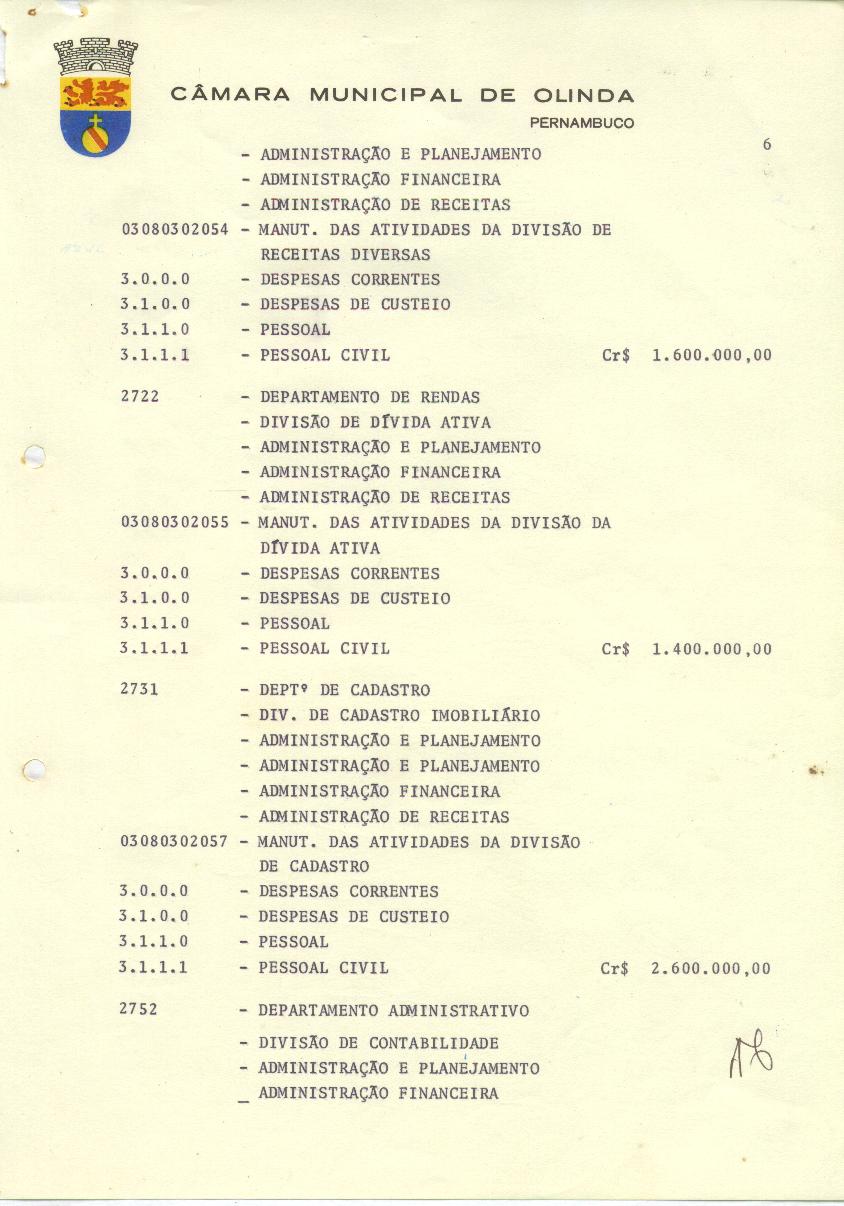 CÂMARA MUNICIPAL DE OLINDA
PERNAMBUCO
6
- ADMINISTRAÇÃO E PLANEJAMENTO
- ADMINISTRAÇÃO FINANCEIRA
- ADMINISTRAÇÃO DE RECEITAS
03080302054 - MANUT. DAS ATIVIDADES DA DIVISÃO DE
RECEITAS DIVERSAS
3.0.0.0 - DESPESAS CORRENTES
3.1.0.0 - DESPESAS DE CUSTEIO
3.1.1.0 - PESSOAL
3.1.1.1 - PESSOAL CIVIL Cr$ 1.600.000,00
2722 - DEPARTAMENTO DE RENDAS
- DIVISÃO DE DÍVIDA ATIVA
- ADMINISTRAÇÃO E PLANEJAMENTO
- ADMINISTRAÇÃO FINANCEIRA
- ADMINISTRAÇÃO DE RECEITAS
03080302055 - MANUT. DAS ATIVIDADES DA DIVISÃO DA
DÍVIDA ATIVA
3.0.0.0 - DESPESAS CORRENTES
3.1.0.0 - DESPESAS DE CUSTEIO
3.1.1.0 - PESSOAL
3.1.1.1 - PESSOAL CIVIL Cr$ 1.400.000,00
2731 - DEPTº DE CADASTRO
- DIV. DE CADASTRO IMOBILIÁRIO
- ADMINISTRAÇÃO E PLANEJAMENTO
- ADMINISTRAÇÃO E PLANEJAMENTO
- ADMINISTRAÇÃO FINANCEIRA
- ADMINISTRAÇÃO DE RECEITAS
03080302057 - MANUT. DAS ATIVIDADES DA DIVISÃO
DE CADASTRO
3.0.0.0 - DESPESAS CORRENTES
3.1.0.0 - DESPESAS DE CUSTEIO
3.1.1.0 - PESSOAL
3.1.1.1 - PESSOAL CIVIL Cr$ 2.600.000,00
2752 - DEPARTAMENTO ADMINISTRATIVO
- DIVISÃO DE CONTABILIDADE
- ADMINISTRAÇÃO E PLANEJAMENTO
_ ADMINISTRAÇÃO FINANCEIRA